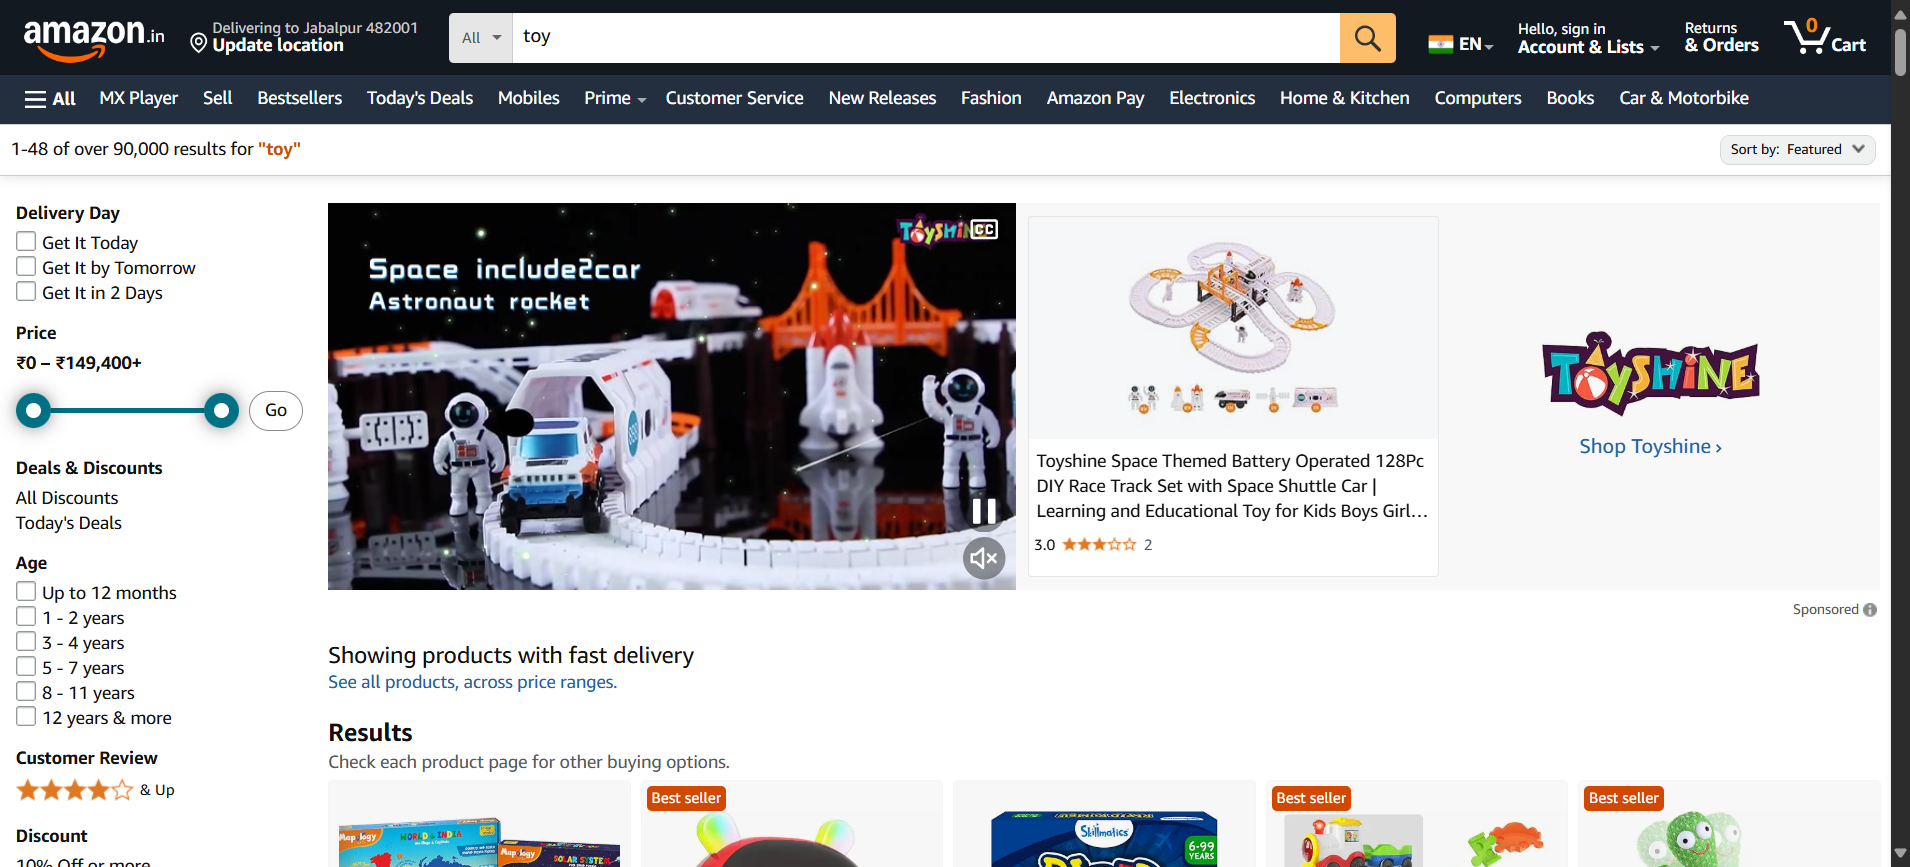 amazon.in
Delivering to Jabalpur 482001
Update location
All
toy
EN
Hello, sign in
Account & Lists
Returns
& Orders
0
Cart
All
MX Player
Sell
Bestsellers
Today's Deals
Mobiles
Prime
Customer Service
New Releases
Fashion
Amazon Pay
Electronics
Home & Kitchen
Computers
Books
Car & Motorbike
1-48 of over 90,000 results for "toy"
Sort by: Featured
Delivery Day
Get It Today
Get It by Tomorrow
Get It in 2 Days
Price
₹0 – ₹149,400+
Go
Deals & Discounts
All Discounts
Today's Deals
Age
Up to 12 months
1 - 2 years
3 - 4 years
5 - 7 years
8 - 11 years
12 years & more
Customer Review
& Up
Discount
10% Off or more
CC
Space include2car
Astronaut rocket
Toyshine Space Themed Battery Operated 128Pc
DIY Race Track Set with Space Shuttle Car |
Learning and Educational Toy for Kids Boys Girl…
3.0
2
TOYSHINE
Shop Toyshine ›
Sponsored
Showing products with fast delivery
See all products, across price ranges.
Results
Check each product page for other buying options.
Mapology
WORLD & INDIA
Mapology
SOLAR SYSTEM
Best seller
Skillmatics
6-99
YEARS
Best seller
Best seller